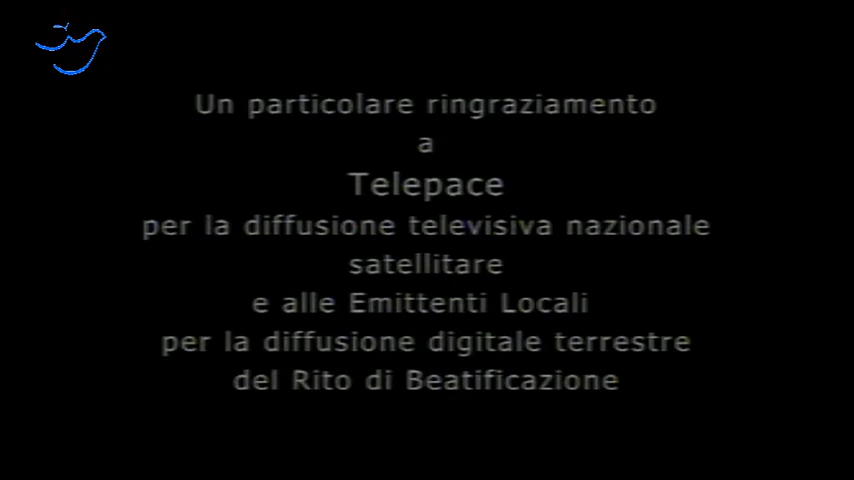 Un particolare ringraziamento
a
Telepace
per la diffusione televisiva nazionale
satellitare
e alle Emittenti Locali
per la diffusione digitale terrestre
del Rito di Beatificazione